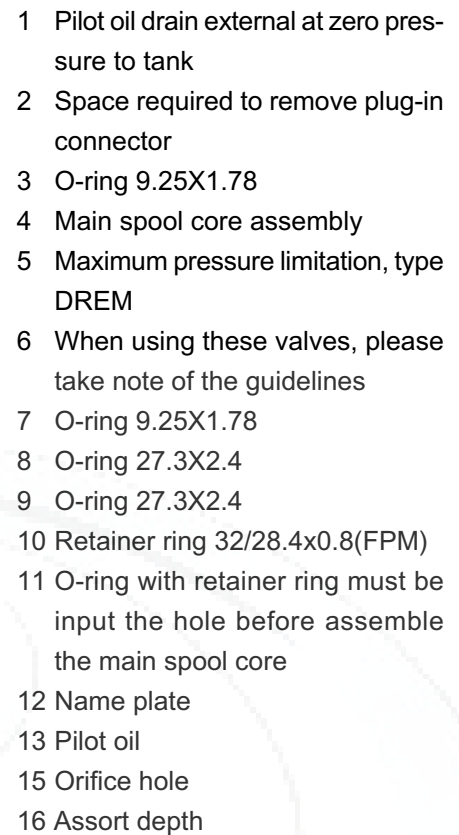 1 Pilot oil drain external at zero pres-
sure to tank
2 Space required to remove plug-in
connector
3 O-ring 9.25X1.78
4 Main spool core assembly
5 Maximum pressure limitation, type
DREM
6 When using these valves, please
take note of the guidelines
7 O-ring 9.25X1.78
8 O-ring 27.3X2.4
9 O-ring 27.3X2.4
10 Retainer ring 32/28.4x0.8(FPM)
11 O-ring with retainer ring must be
input the hole before assemble
the main spool core
12 Name plate
13 Pilot oil
15 Orifice hole
16 Assort depth